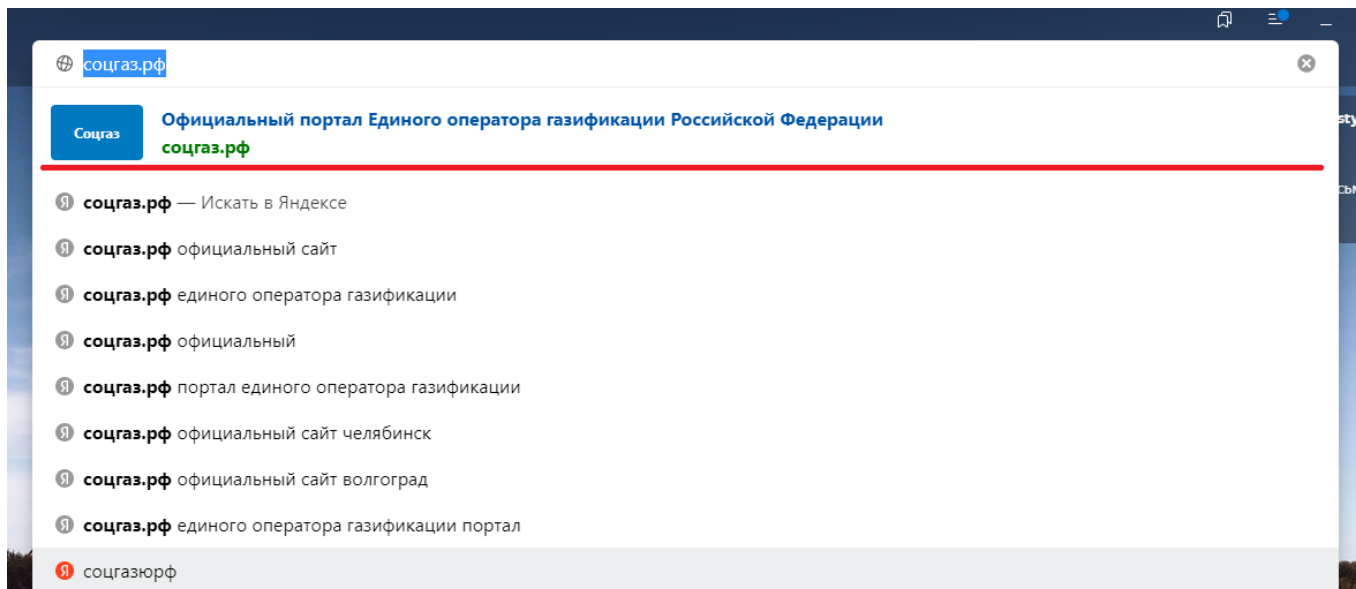 соцгаз.рф
Соцгаз
Официальный портал Единого оператора газификации Российской Федерации
соцгаз.рф
соцгаз.рф — Искать в Яндексе
соцгаз.рф официальный сайт
соцгаз.рф единого оператора газификации
соцгаз.рф официальный
соцгаз.рф портал единого оператора газификации
соцгаз.рф официальный сайт челябинск
соцгаз.рф официальный сайт волгоград
соцгаз.рф единого оператора газификации портал
соцгазюрф